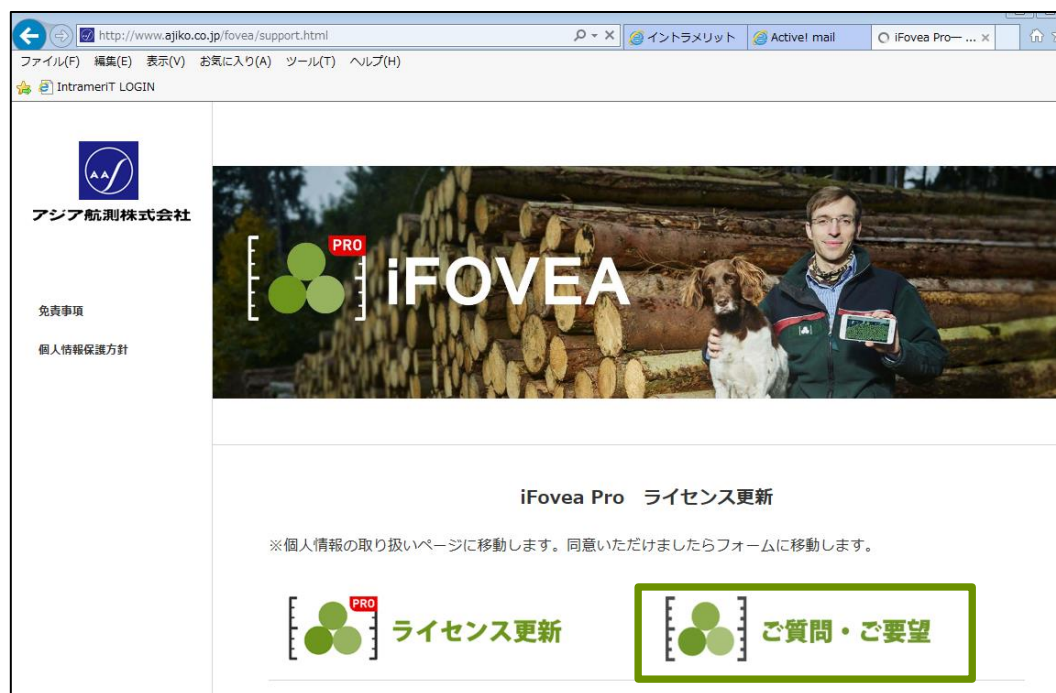 http://www.ajiko.co.jp/fovea/support.html
イントラメリット
Active! mail
iFovea Pro一 ...
ファイル(F) 編集(E) 表示(V) お気に入り(A) ツール(T) ヘルプ(H)
IntrameriT LOGIN
AAS
アジア航測株式会社
免責事項
個人情報保護方針
PRO
iFOVEA
iFovea Pro ライセンス更新
※個人情報の取り扱いページに移動します。同意いただけましたらフォームに移動します。
PRO
ライセンス更新
ご質問・ご要望